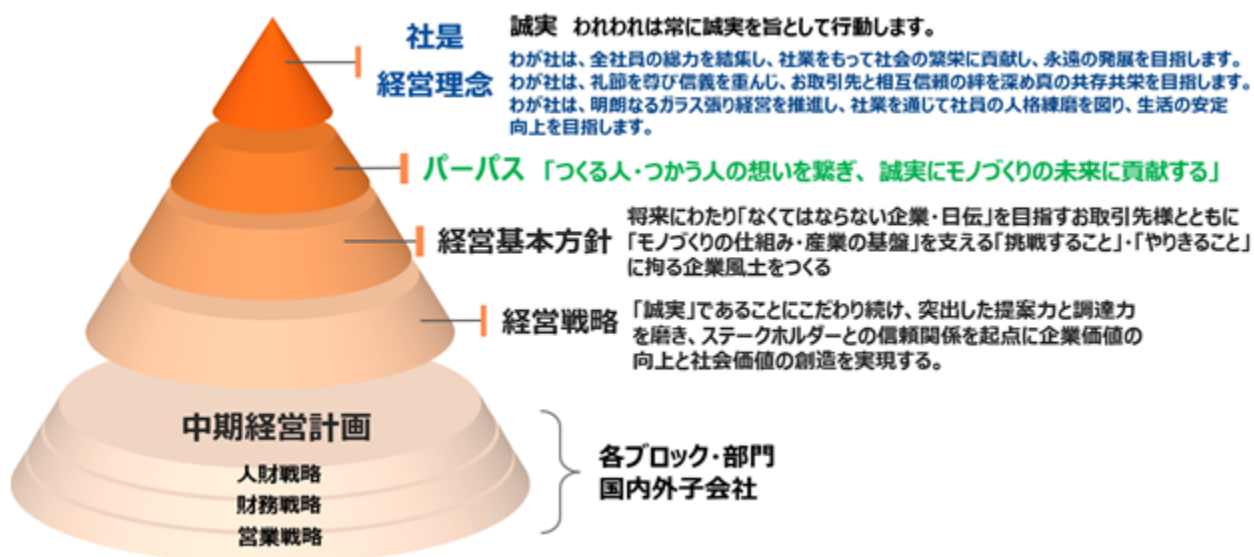 社是
経営理念
誠実 われわれは常に誠実を旨として行動します。
わが社は、全社員の総力を結集し、社業をもって社会の繁栄に貢献し、永遠の発展を目指します。
わが社は、礼節を尊び信義を重んじ、お取引先と相互信頼の絆を深め真の共存共栄を目指します。
わが社は、明朗なるガラス張り経営を推進し、社業を通じて社員の人格練磨を図り、生活の安定
向上を目指します。
パーパス 「つくる人・つかう人の想いを繋ぎ、誠実にモノづくりの未来に貢献する」
経営基本方針
将来にわたり「なくてはならない企業・日伝」を目指すお取引先様とともに
「モノづくりの仕組み・産業の基盤」を支える「挑戦すること」・「やりきること」
に拘る企業風土をつくる
経営戦略
「誠実」であることにこだわり続け、突出した提案力と調達力
を磨き、ステークホルダーとの信頼関係を起点に企業価値の
向上と社会価値の創造を実現する。
中期経営計画
人財戦略
財務戦略
営業戦略
各ブロック・部門
国内外子会社